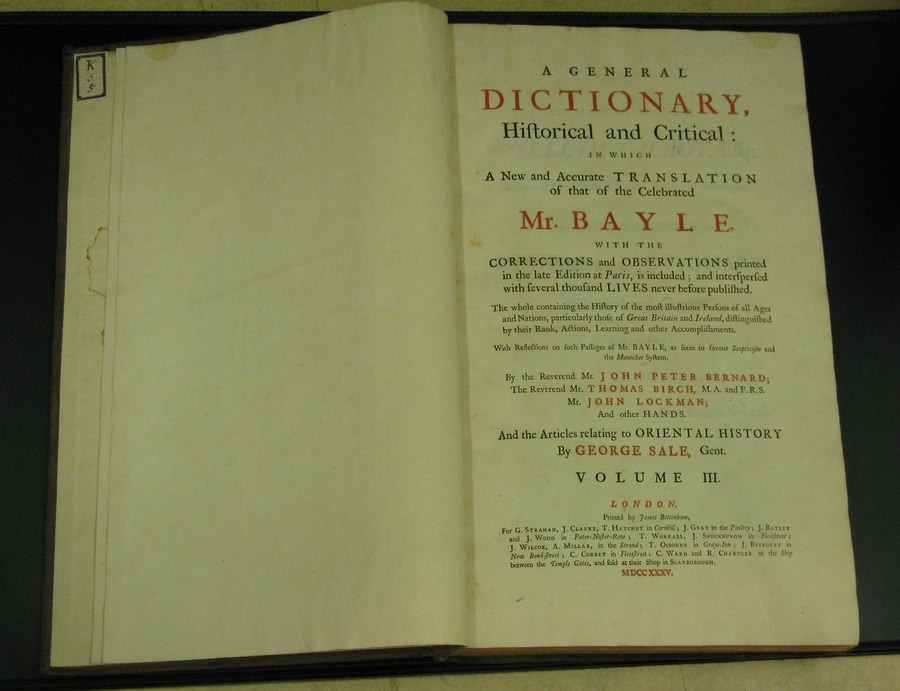 K
3
5
A GENERAL
DICTIONARY,
Hiſtorical and Critical:
IN WHICH
A New and Accurate TRANSLATION
of that of the Celebrated
Mr. BAYLE,
WITH THE
CORRECTIONS and OBSERVATIONS printed
in the late Edition at Paris, is included; and interſperſed
with ſeveral thouſand LIVES never before publiſhed.
The whole containing the Hiſtory of the moſt illuſtrious Perſons of all Ages
and Nations, particularly thoſe of Great Britain and Ireland, diſtinguiſhed
by their Rank, Actions, Learning and other Accompliſhments.
With Reflections on ſuch Paſſages of Mr. BAYLE, as ſeem to favour Scepticiſm and
the Manichee Syſtem.
By the Reverend Mr. JOHN PETER BERNARD;
The Reverend Mr. THOMAS BIRCH, M.A. and F.R.S.
Mr. JOHN LOCKMAN;
And other HANDS.
And the Articles relating to ORIENTAL HISTORY
By GEORGE SALE, Gent.
VOLUME III.
LONDON,
Printed by James Bettenham,
For G. STRAHAN, J. CLARKE, T. HATCHET in Cornhill; J. GRAY in the Poultry; J. BATLEY
and J. WOOD in Pater-Noſter-Row; T. WORRALL, J. SHUCKBURGH in Fleetſtreet;
J. WILCOX, A. MILLAR, in the Strand; T. OSBORNE in Grays-Inn; J. BRINDLEY in
New Bond-ſtreet; C. CORBET in Fleetſtreet; C. WARD and R. CHANDLER at the Ship
between the Temple Gates, and ſold at their Shop in SCARBOROUGH.
MDCCXXXV.